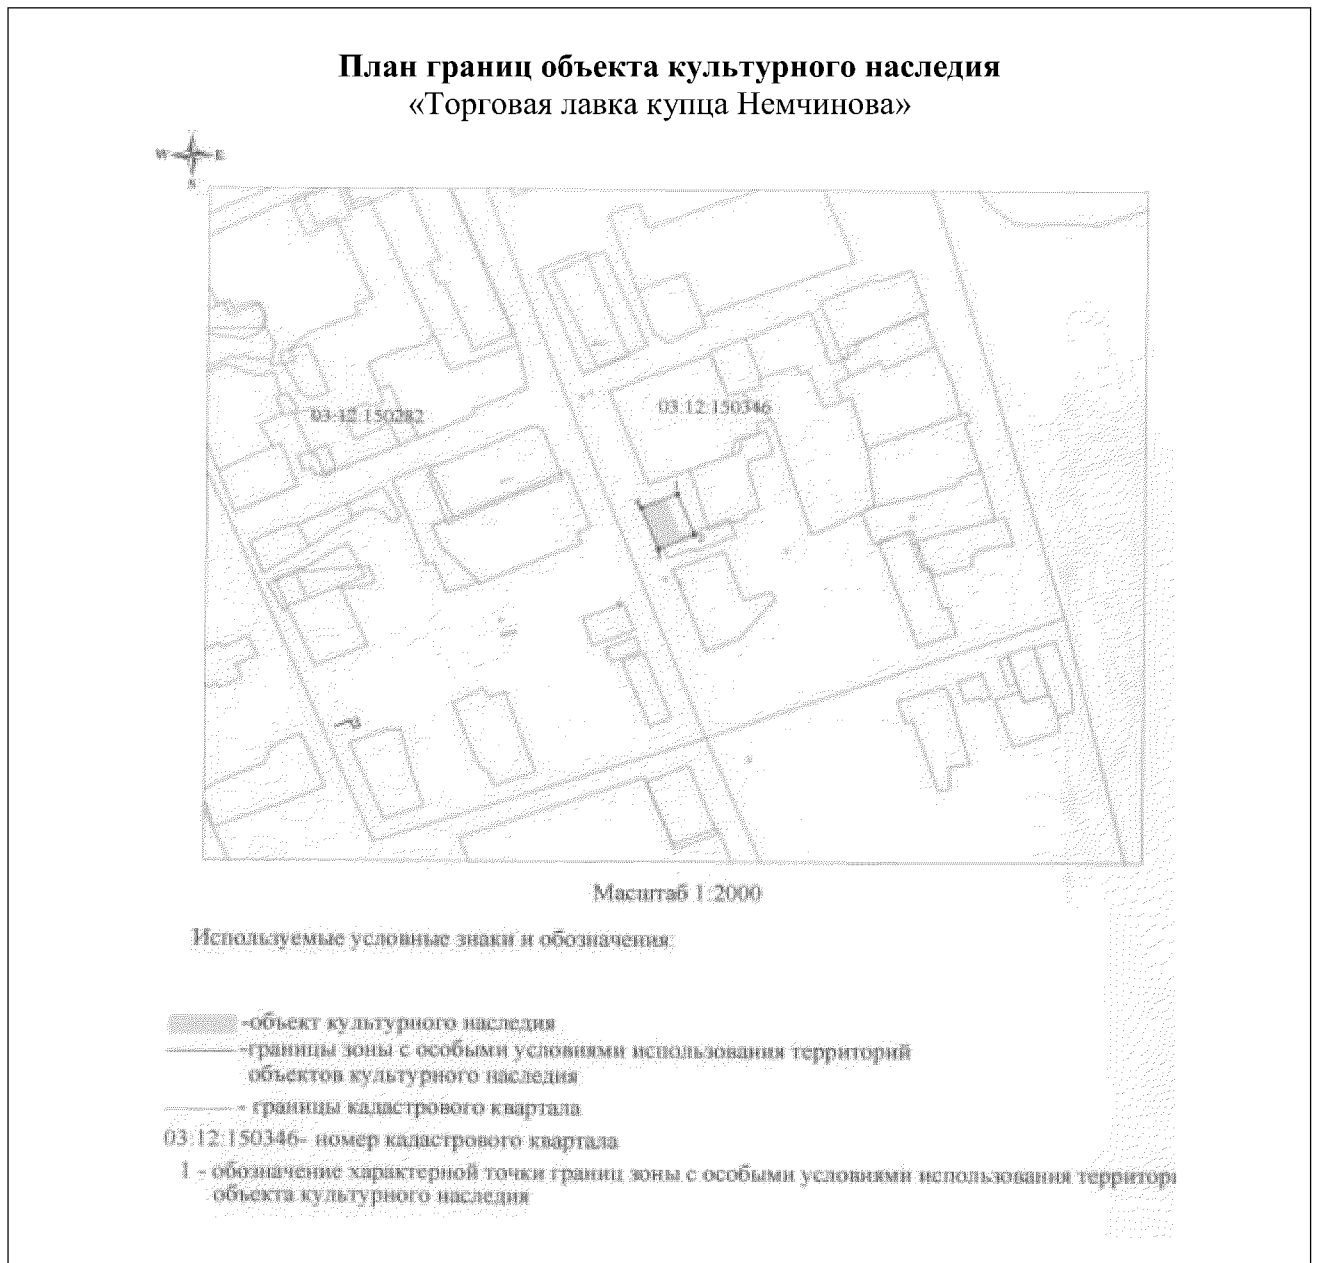 План границ объекта культурного наследия
«Торговая лавка купца Немчинова»
W E
S
03:12:150282
03:12:150346
1
Масштаб 1:2000
Используемые условные знаки и обозначения:
-объект культурного наследия
-границы зоны с особыми условиями использования территорий
объектов культурного наследия
- границы кадастрового квартала
03:12:150346- номер кадастрового квартала
1 - обозначение характерной точки границ зоны с особыми условиями использования территори
объекта культурного наследия